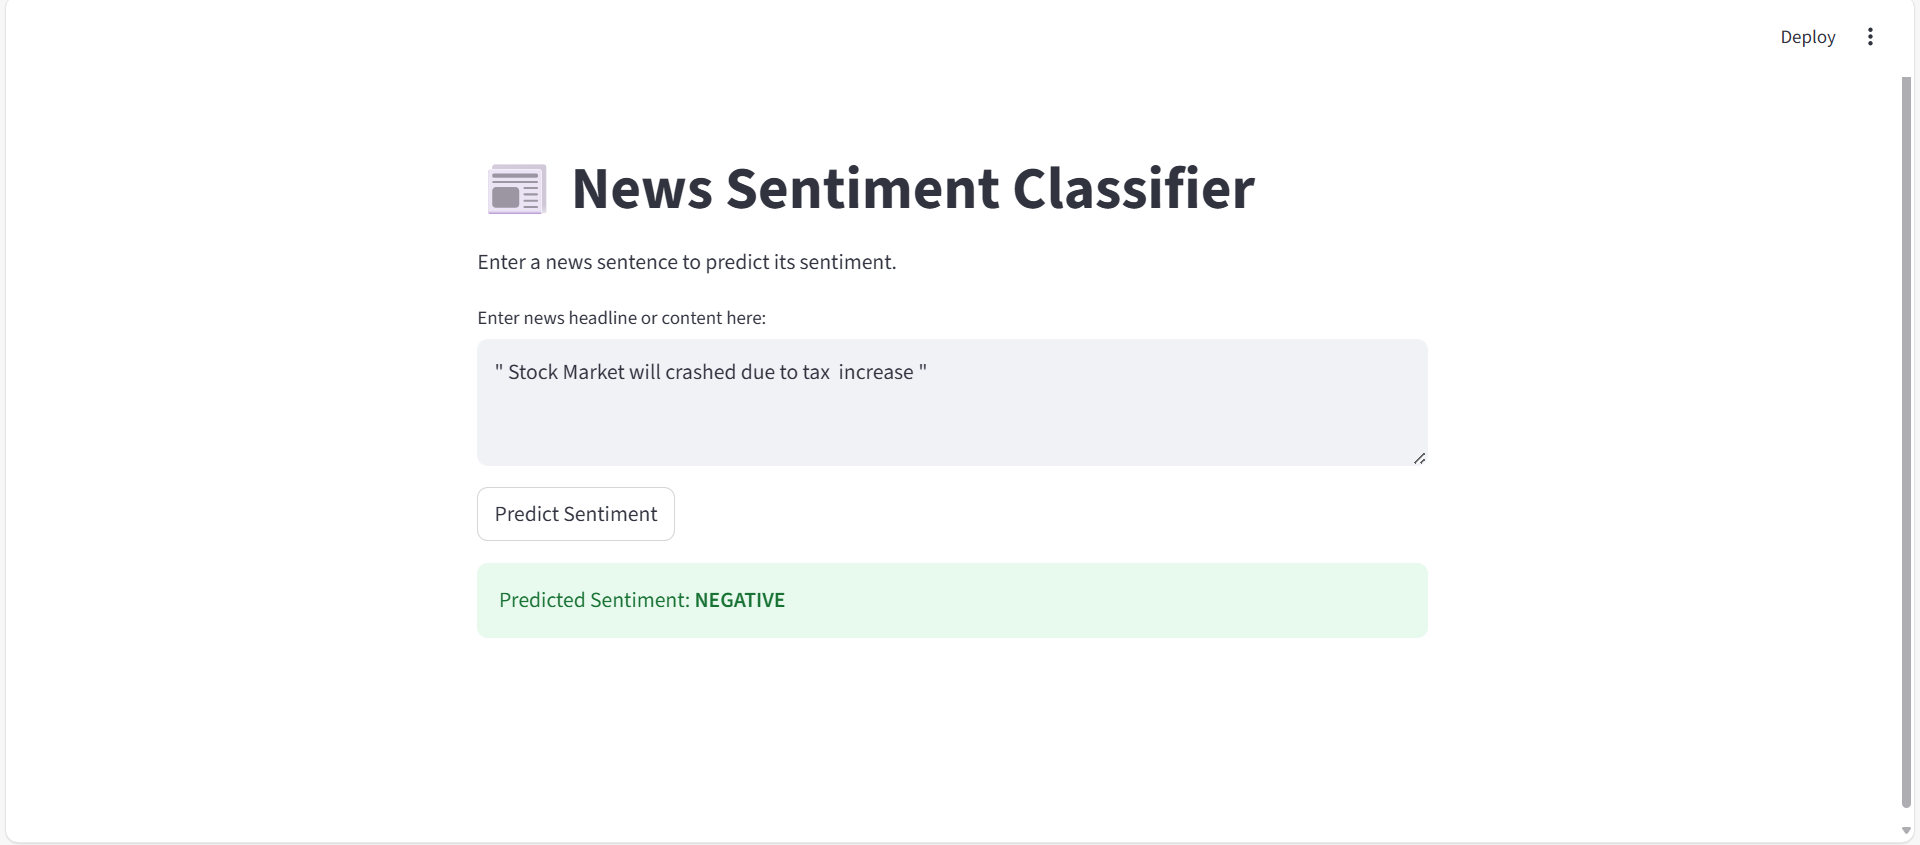 Deploy
News Sentiment Classifier
Enter a news sentence to predict its sentiment.
Enter news headline or content here:
" Stock Market will crashed due to tax  increase "
Predict Sentiment
Predicted Sentiment: NEGATIVE